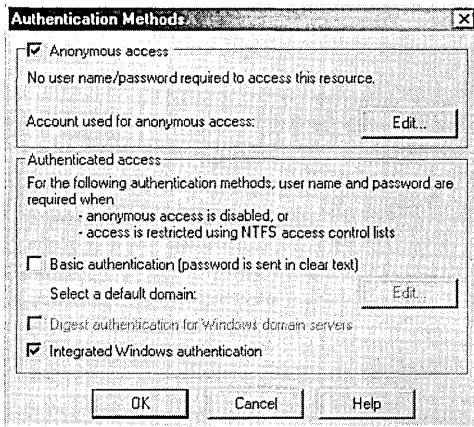 Authentication Methods
Anonymous access
No user name/password required to access this resource.
Account used for anonymous access:
Edit...
Authenticated access
For the following authentication methods, user name and password are
required when
- anonymous access is disabled, or
- access is restricted using NTFS access control lists
Basic authentication (password is sent in clear text)
Select a default domain:
Edit...
Digest authentication for Windows domain servers
Integrated Windows authentication
OK
Cancel
Help